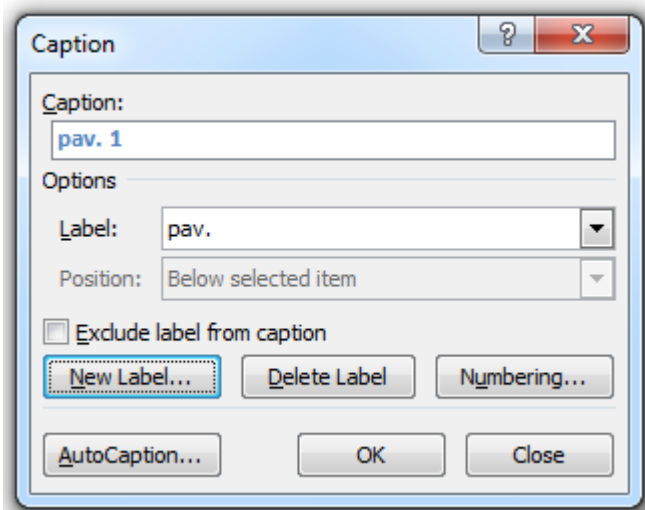 Caption
Caption:
pav. 1
Options
Label: pav.
Position: Below selected item
Exclude label from caption
New Label... Delete Label Numbering...
AutoCaption... OK Close